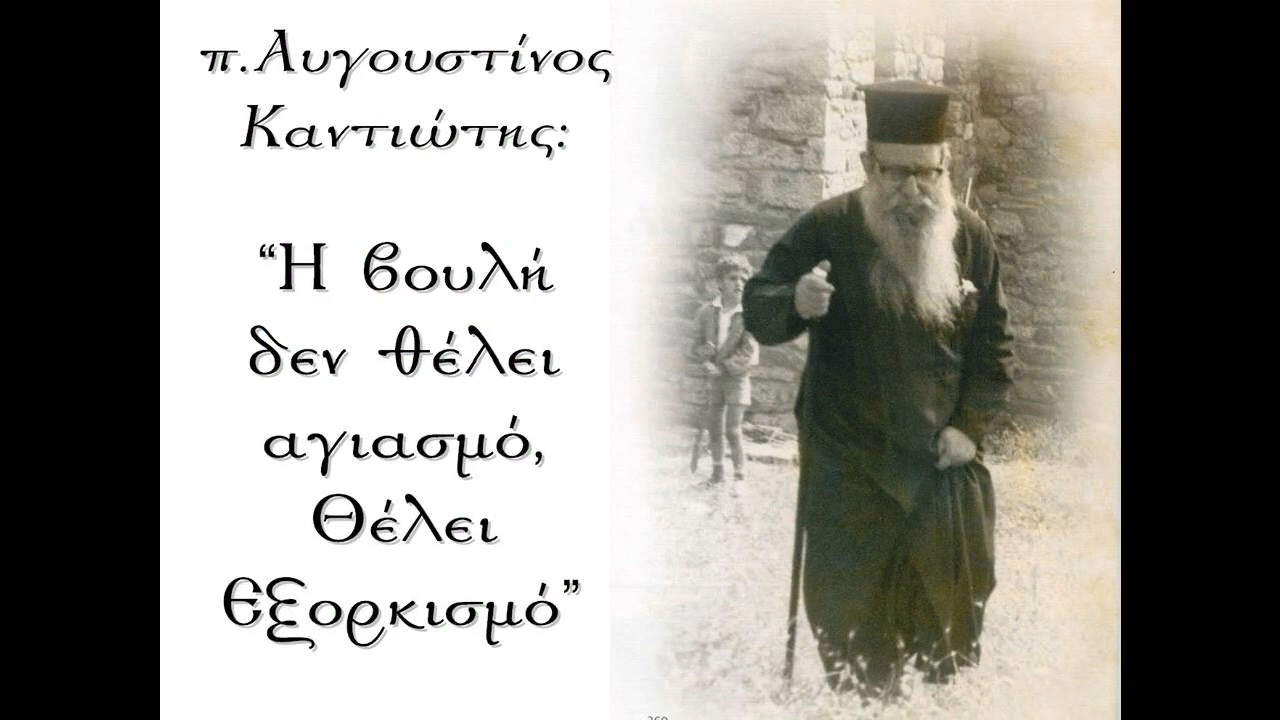 π.Αυγουστίνος
Καντιώτης:
“Η βουλή
δεν θέλει
αγιασμό,
Θέλει
Εξορκισμό”